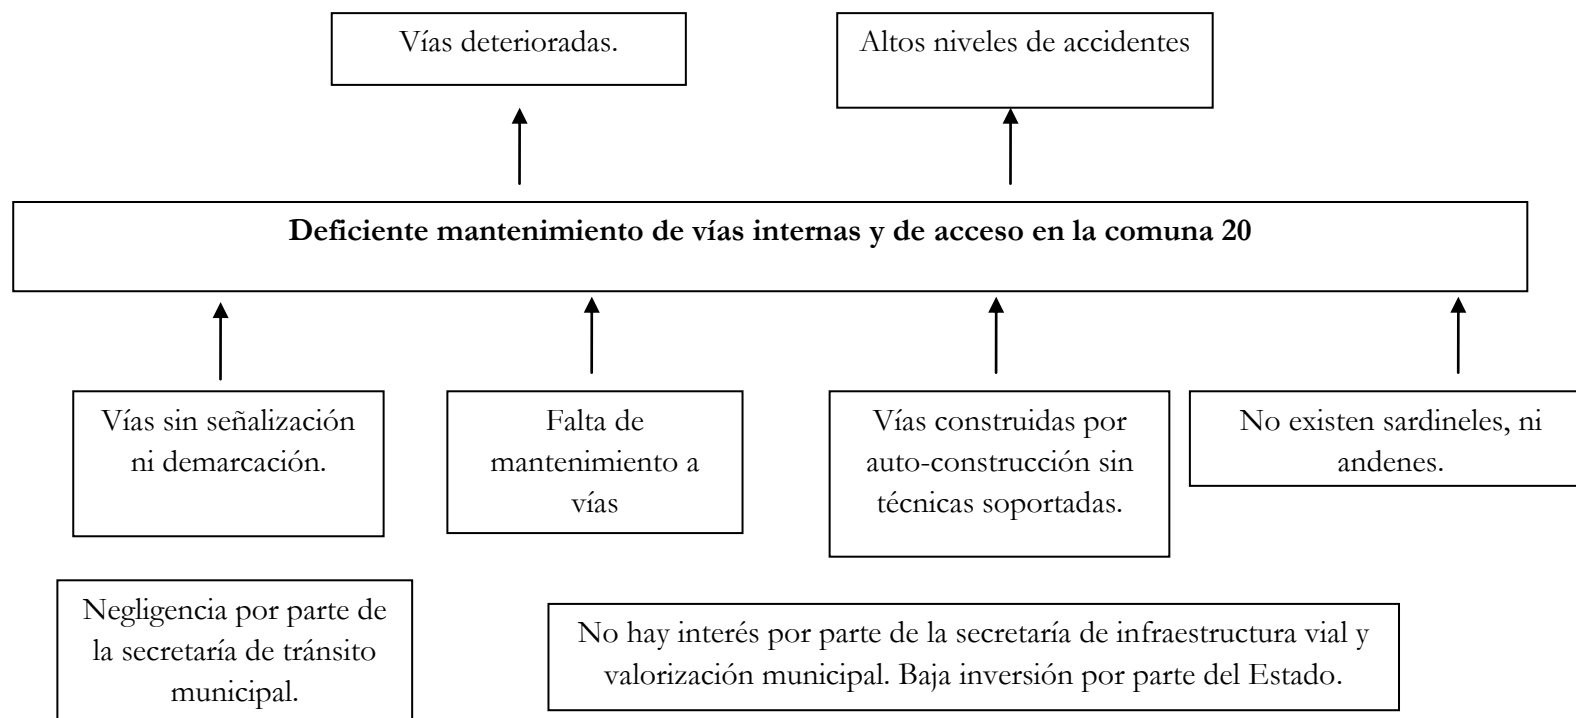 Vías deterioradas.
Altos niveles de accidentes
Deficiente mantenimiento de vías internas y de acceso en la comuna 20
Vías sin señalización
ni demarcación.
Falta de
mantenimiento a
vías
Vías construidas por
auto-construcción sin
técnicas soportadas.
No existen sardineles, ni
andenes.
Negligencia por parte de
la secretaría de tránsito
municipal.
No hay interés por parte de la secretaría de infraestructura vial y
valorización municipal. Baja inversión por parte del Estado.